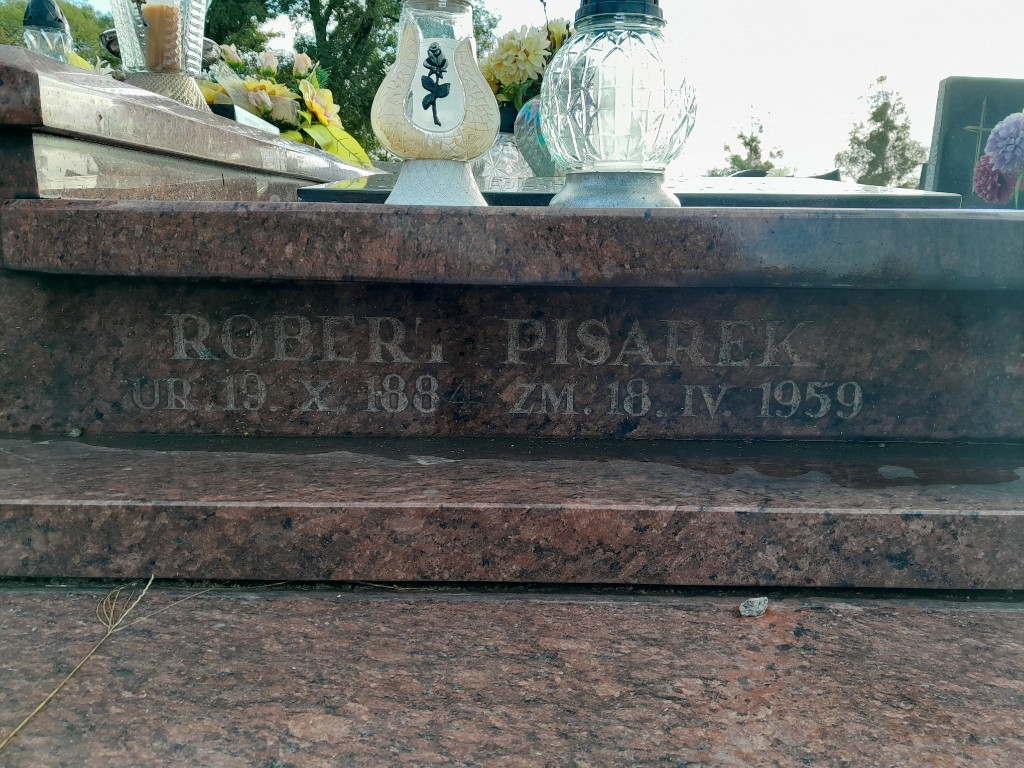 ROBERT PISAREK
UR. 19. X. 1884 ZM. 18. IV. 1959